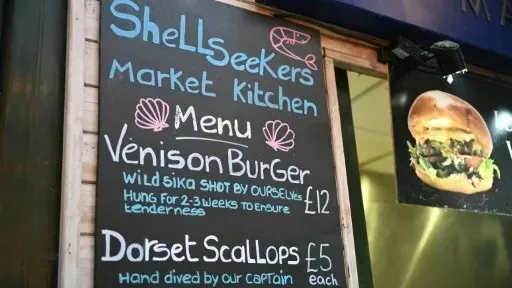 ShellSeekers
Market Kitchen
Menu
Venison Burger
Wild sika shot by ourselves
Hung for 2-3 weeks to ensure
tenderness
£12
Dorset Scallops £5
Hand dived by our captain each